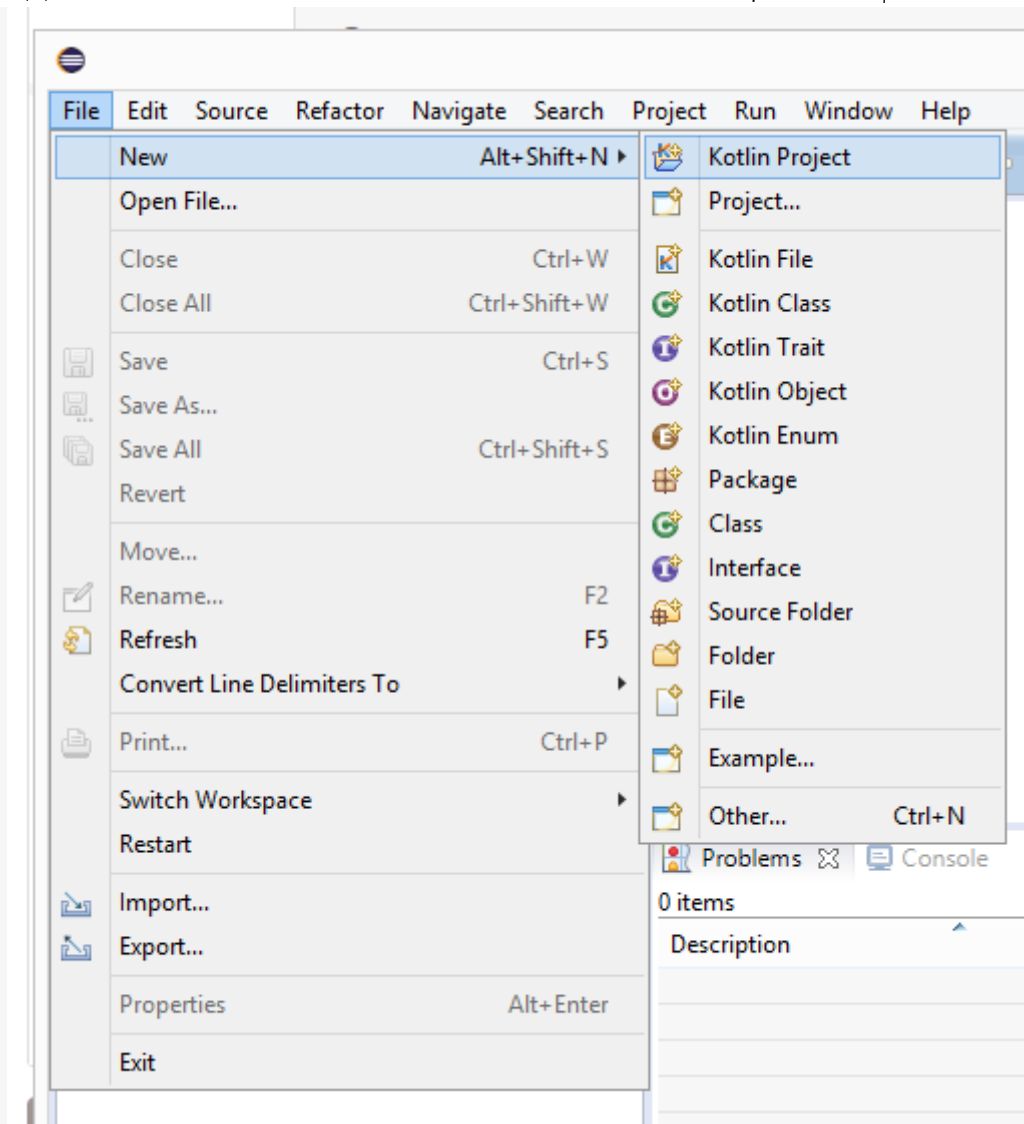 File Edit Source Refactor Navigate Search Project Run Window Help
New Alt+Shift+N
Open File...
Close Ctrl+W
Close All Ctrl+Shift+W
Save Ctrl+S
Save As...
Save All Ctrl+Shift+S
Revert
Move...
Rename... F2
Refresh F5
Convert Line Delimiters To
Print... Ctrl+P
Switch Workspace
Restart
Import...
Export...
Properties Alt+Enter
Exit
Kotlin Project
Project...
Kotlin File
Kotlin Class
Kotlin Trait
Kotlin Object
Kotlin Enum
Package
Class
Interface
Source Folder
Folder
File
Example...
Other... Ctrl+N
Problems Console
0 items
Description